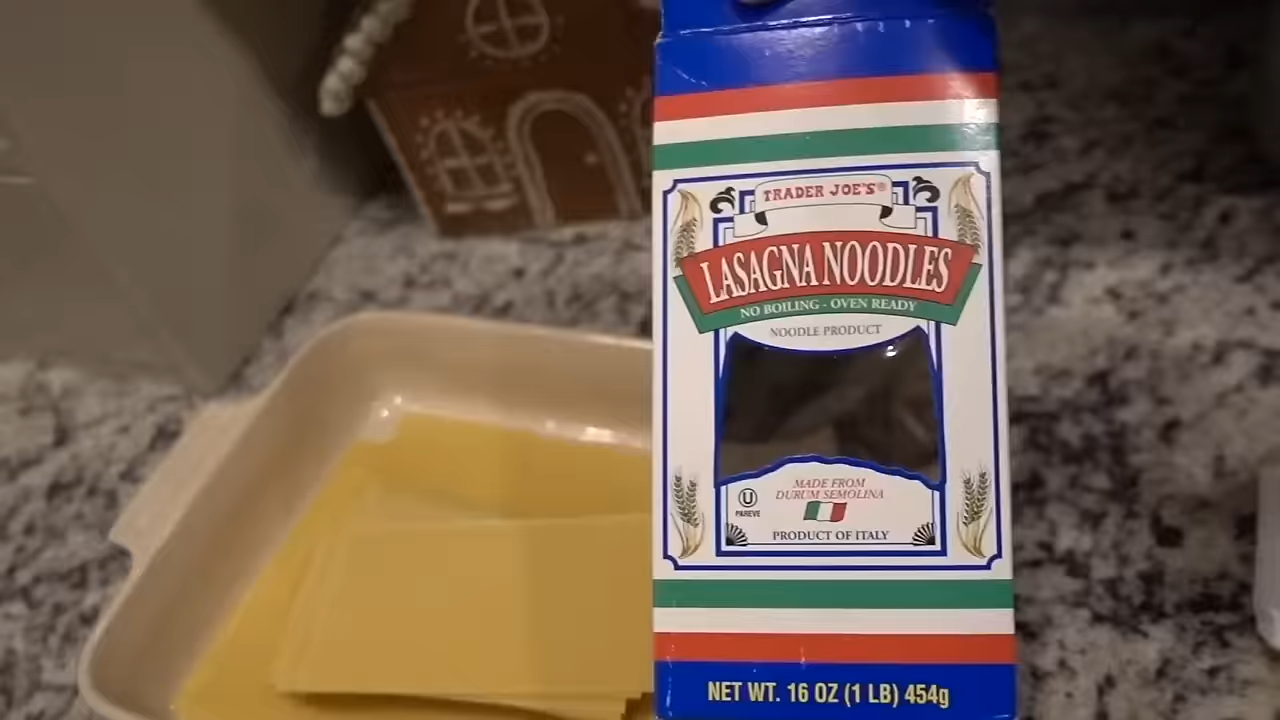 TRADER JOE'S®
LASAGNA NOODLES
NO BOILING - OVEN READY
NOODLE PRODUCT
MADE FROM
DURUM SEMOLINA
U
PAREVE
PRODUCT OF ITALY
NET WT. 16 OZ (1 LB) 454g